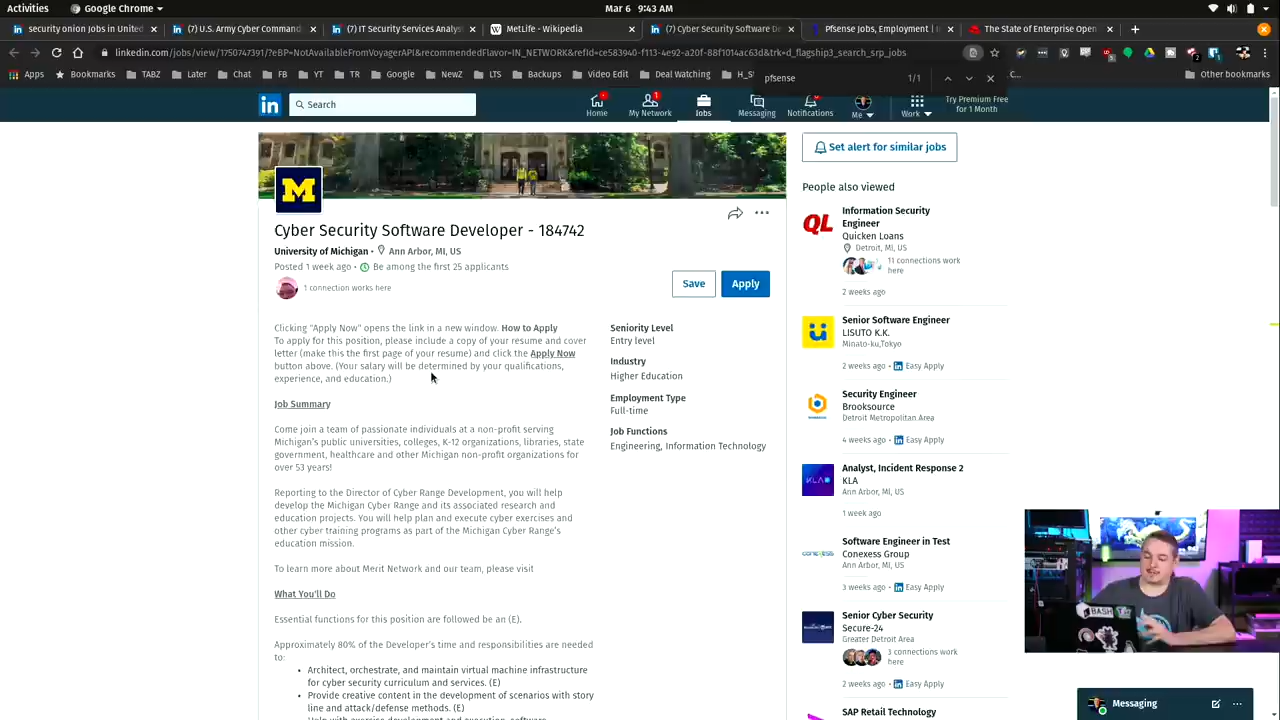 Activities
Google Chrome
Mar 6 9:43 AM
security onion Jobs in United
(7) U.S. Army Cyber Command
(7) IT Security Services Analys
MetLife - Wikipedia
(7) Cyber Security Software De
Pfsense Jobs, Employment in
The State of Enterprise Open
linkedin.com/jobs/view/1750747391/?eBP=NotAvailableFromVoyagerAPI&recommendedFlavor=IN_NETWORK&refId=ce583940-f113-4e92-a20f-88f1014ac63d&trk=d_flagship3_search_srp_jobs
Apps
Bookmarks
TABZ
Later
Chat
TR
Google
NewZ
LTS
Backups
Video Edit
Deal Watching
pfsense
1/1
Other bookmarks
in
Search
Home
My Network
Jobs
Messaging
Notifications
Me
Work
Try Premium Free
for 1 Month
M
Cyber Security Software Developer - 184742
University of Michigan • Ann Arbor, MI, US
Posted 1 week ago • Be among the first 25 applicants
1 connection works here
Save
Apply
Clicking "Apply Now" opens the link in a new window. How to Apply
To apply for this position, please include a copy of your resume and cover
letter (make this the first page of your resume) and click the Apply Now
button above. (Your salary will be determined by your qualifications,
experience, and education.)
Job Summary
Come join a team of passionate individuals at a non-profit serving
Michigan's public universities, colleges, K-12 organizations, libraries, state
government, healthcare and other Michigan non-profit organizations for
over 53 years!
Reporting to the Director of Cyber Range Development, you will help
develop the Michigan Cyber Range and its associated research and
education projects. You will help plan and execute cyber exercises and
other cyber training programs as part of the Michigan Cyber Range's
education mission.
To learn more about Merit Network and our team, please visit
What You'll Do
Essential functions for this position are followed be an (E).
Approximately 80% of the Developer's time and responsibilities are needed
to:
• Architect, orchestrate, and maintain virtual machine infrastructure
for cyber security curriculum and services. (E)
• Provide creative content in the development of scenarios with story
line and attack/defense methods. (E)
Seniority Level
Entry level
Industry
Higher Education
Employment Type
Full-time
Job Functions
Engineering, Information Technology
Set alert for similar jobs
People also viewed
QL
Information Security
Engineer
Quicken Loans
Detroit, MI, US
11 connections work
here
2 weeks ago
Senior Software Engineer
LISUTO K.K.
Minato-ku,Tokyo
2 weeks ago • in Easy Apply
Security Engineer
Brooksource
Detroit Metropolitan Area
4 weeks ago • in Easy Apply
KLA
Analyst, Incident Response 2
KLA
Ann Arbor, MI, US
1 week ago
Software Engineer in Test
Conexess Group
Ann Arbor, MI, US
3 weeks ago • in Easy Apply
Senior Cyber Security
Secure-24
Greater Detroit Area
3 connections work
here
2 weeks ago • in Easy Apply
SAP Retail Technology
BASH
Messaging